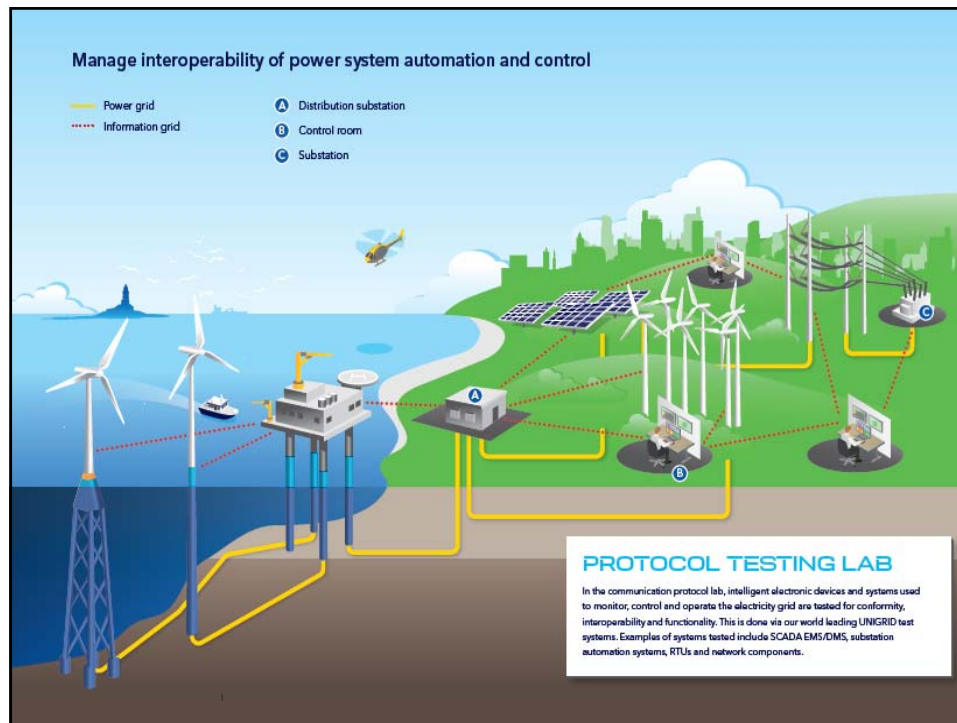 Manage interoperability of power system automation and control
Power grid
Information grid
A Distribution substation
B Control room
C Substation
C
A
B
PROTOCOL TESTING LAB
In the communication protocol lab, intelligent electronic devices and systems used
to monitor, control and operate the electricity grid are tested for conformity,
interoperability and functionality. This is done via our world leading UNIGRID test
systems. Examples of systems tested include SCADA EMS/DMS, substation
automation systems, RTUs and network components.
1